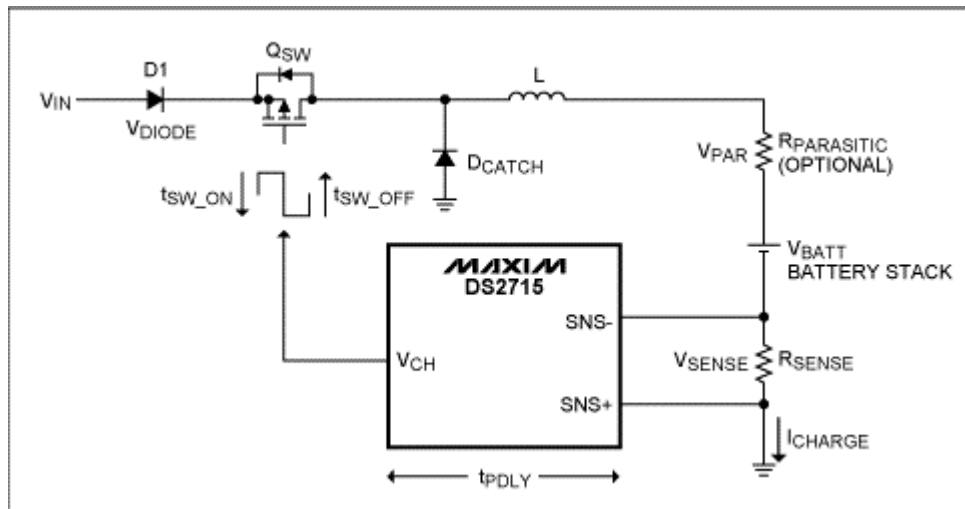 QSW
D1
L
VIN
VDIODE
VPAR
RPARASITIC
(OPTIONAL)
DCATCH
tSW_ON
tSW_OFF
VBATT
BATTERY STACK
MAXIM
DS2715
SNS-
VCH
VSENSE
RSENSE
SNS+
ICHARGE
tPDLY